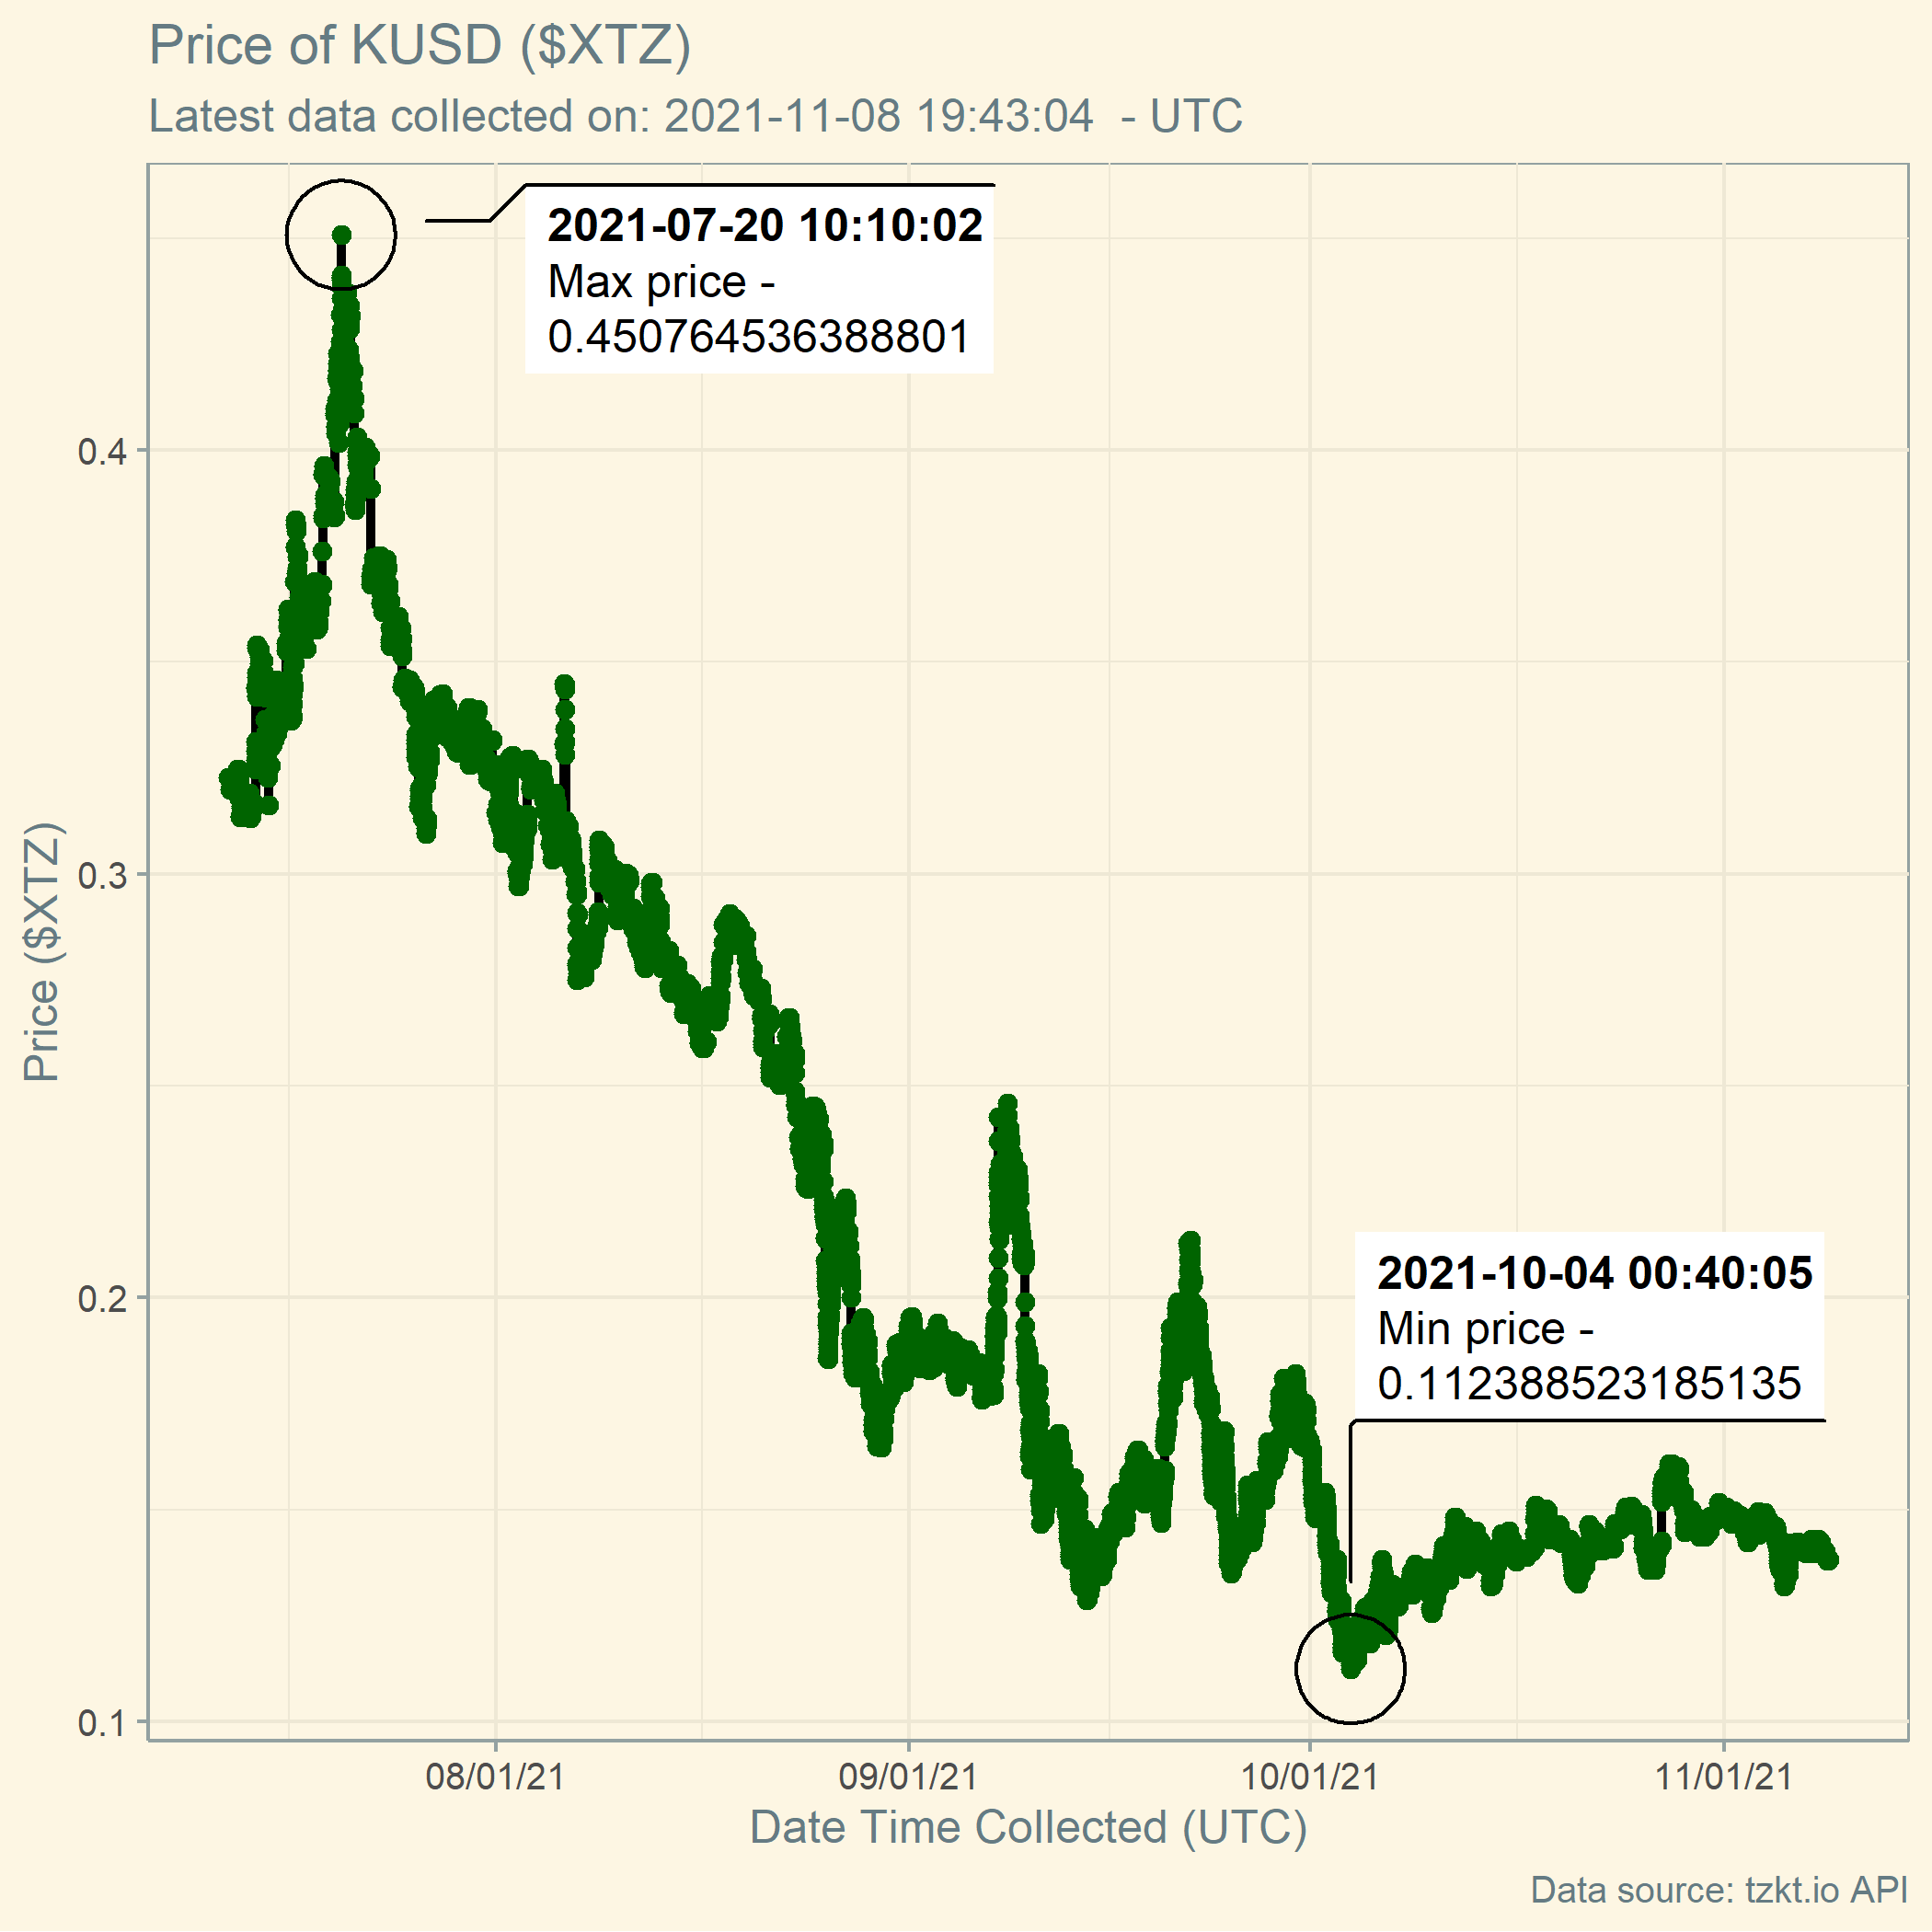 Price of KUSD ($XTZ)
Latest data collected on: 2021-11-08 19:43:04  - UTC
2021-07-20 10:10:02
Max price -
0.450764536388801
0.4
0.3
0.2
0.1
Price ($XTZ)
2021-10-04 00:40:05
Min price -
0.112388523185135
08/01/21
09/01/21
10/01/21
11/01/21
Date Time Collected (UTC)
Data source: tzkt.io API